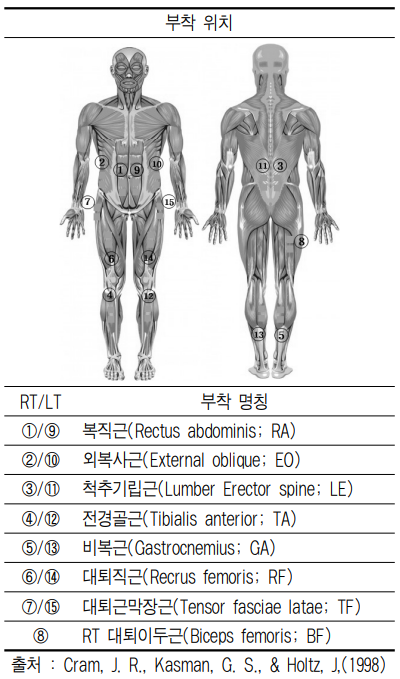 부착 위치
② ① ⑨ ⑩ ⑪ ③
⑦ ⑮
⑧
⑥ ⑭
④ ⑫
⑬ ⑤
RT/LT 부착 명칭
①/⑨ 복직근(Rectus abdominis; RA)
②/⑩ 외복사근(External oblique; EO)
③/⑪ 척추기립근(Lumber Erector spine; LE)
④/⑫ 전경골근(Tibialis anterior; TA)
⑤/⑬ 비복근(Gastrocnemius; GA)
⑥/⑭ 대퇴직근(Recrus femoris; RF)
⑦/⑮ 대퇴근막장근(Tensor fasciae latae; TF)
⑧ RT 대퇴이두근(Biceps femoris; BF)
출처 : Cram, J. R., Kasman, G. S., & Holtz, J,(1998)